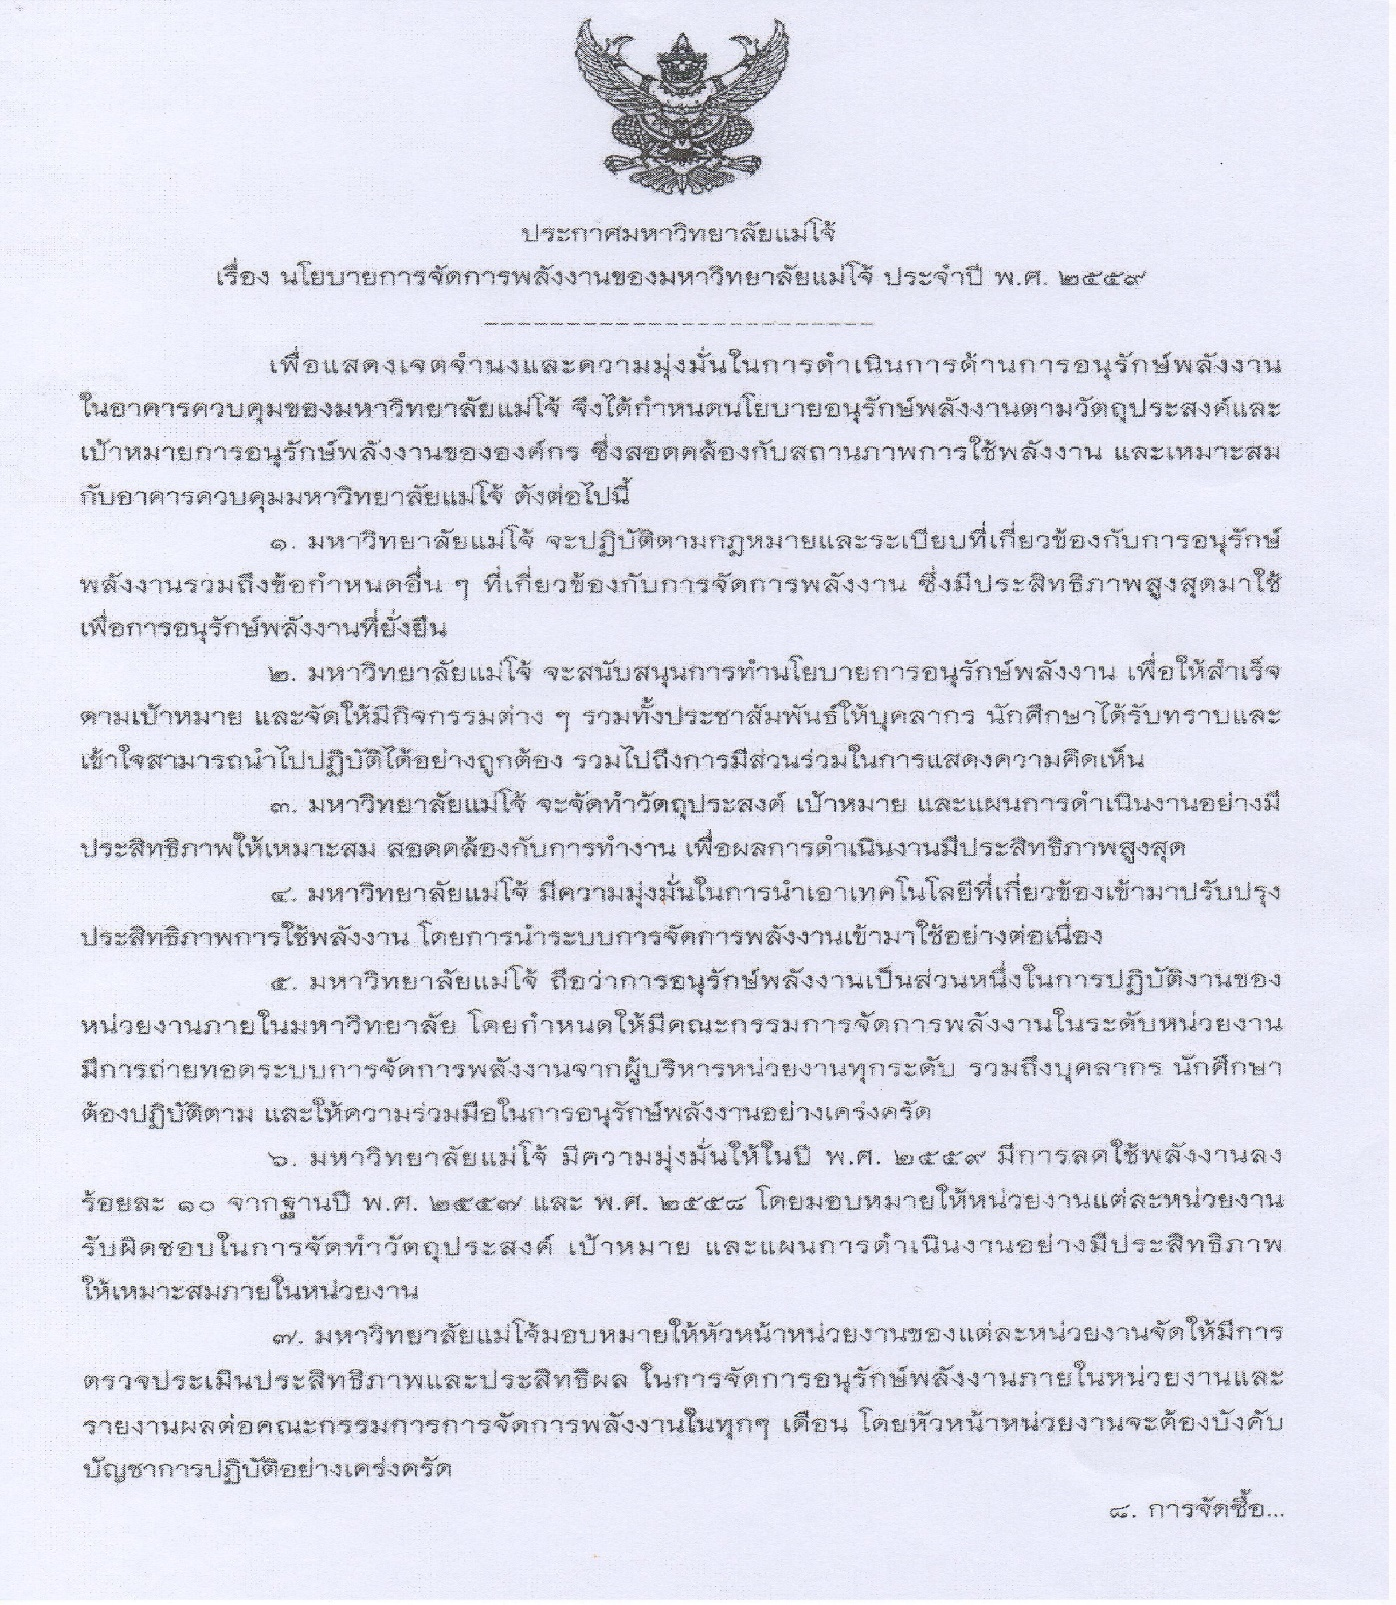 ประกาศมหาวิทยาลัยแม่โจ้
เรื่อง นโยบายการจัดการพลังงานของมหาวิทยาลัยแม่โจ้ ประจำปี พ.ศ. ๒๕๕๙
------------------------
เพื่อแสดงเจตจำนงและความมุ่งมั่นในการดำเนินการด้านการอนุรักษ์พลังงาน
ในอาคารควบคุมของมหาวิทยาลัยแม่โจ้ จึงได้กำหนดนโยบายอนุรักษ์พลังงานตามวัตถุประสงค์และ
เป้าหมายการอนุรักษ์พลังงานขององค์กร ซึ่งสอดคล้องกับสถานภาพการใช้พลังงาน และเหมาะสม
กับอาคารควบคุมมหาวิทยาลัยแม่โจ้ ดังต่อไปนี้
๑. มหาวิทยาลัยแม่โจ้ จะปฏิบัติตามกฎหมายและระเบียบที่เกี่ยวข้องกับการอนุรักษ์
พลังงานรวมถึงข้อกำหนดอื่น ๆ ที่เกี่ยวข้องกับการจัดการพลังงาน ซึ่งมีประสิทธิภาพสูงสุดมาใช้
เพื่อการอนุรักษ์พลังงานที่ยั่งยืน
๒. มหาวิทยาลัยแม่โจ้ จะสนับสนุนการทำนโยบายการอนุรักษ์พลังงาน เพื่อให้สำเร็จ
ตามเป้าหมาย และจัดให้มีกิจกรรมต่าง ๆ รวมทั้งประชาสัมพันธ์ให้บุคลากร นักศึกษาได้รับทราบและ
เข้าใจสามารถนำไปปฏิบัติได้อย่างถูกต้อง รวมไปถึงการมีส่วนร่วมในการแสดงความคิดเห็น
๓. มหาวิทยาลัยแม่โจ้ จะจัดทำวัตถุประสงค์ เป้าหมาย และแผนการดำเนินงานอย่างมี
ประสิทธิภาพให้เหมาะสม สอดคล้องกับการทำงาน เพื่อผลการดำเนินงานมีประสิทธิภาพสูงสุด
๔. มหาวิทยาลัยแม่โจ้ มีความมุ่งมั่นในการนำเอาเทคโนโลยีที่เกี่ยวข้องเข้ามาปรับปรุง
ประสิทธิภาพการใช้พลังงาน โดยการนำระบบการจัดการพลังงานเข้ามาใช้อย่างต่อเนื่อง
๕. มหาวิทยาลัยแม่โจ้ ถือว่าการอนุรักษ์พลังงานเป็นส่วนหนึ่งในการปฏิบัติงานของ
หน่วยงานภายในมหาวิทยาลัย โดยกำหนดให้มีคณะกรรมการจัดการพลังงานในระดับหน่วยงาน
มีการถ่ายทอดระบบการจัดการพลังงานจากผู้บริหารหน่วยงานทุกระดับ รวมถึงบุคลากร นักศึกษา
ต้องปฏิบัติตาม และให้ความร่วมมือในการอนุรักษ์พลังงานอย่างเคร่งครัด
๖. มหาวิทยาลัยแม่โจ้ มีความมุ่งมั่นให้ในปี พ.ศ. ๒๕๕๙ มีการลดใช้พลังงานลง
ร้อยละ ๑๐ จากฐานปี พ.ศ. ๒๕๕๗ และ พ.ศ. ๒๕๕๘ โดยมอบหมายให้หน่วยงานแต่ละหน่วยงาน
รับผิดชอบในการจัดทำวัตถุประสงค์ เป้าหมาย และแผนการดำเนินงานอย่างมีประสิทธิภาพ
ให้เหมาะสมภายในหน่วยงาน
๗. มหาวิทยาลัยแม่โจ้มอบหมายให้หัวหน้าหน่วยงานของแต่ละหน่วยงานจัดให้มีการ
ตรวจประเมินประสิทธิภาพและประสิทธิผล ในการจัดการอนุรักษ์พลังงานภายในหน่วยงานและ
รายงานผลต่อคณะกรรมการการจัดการพลังงานในทุกๆ เดือน โดยหัวหน้าหน่วยงานจะต้องบังคับ
บัญชาการปฏิบัติอย่างเคร่งครัด
๘. การจัดซื้อ...